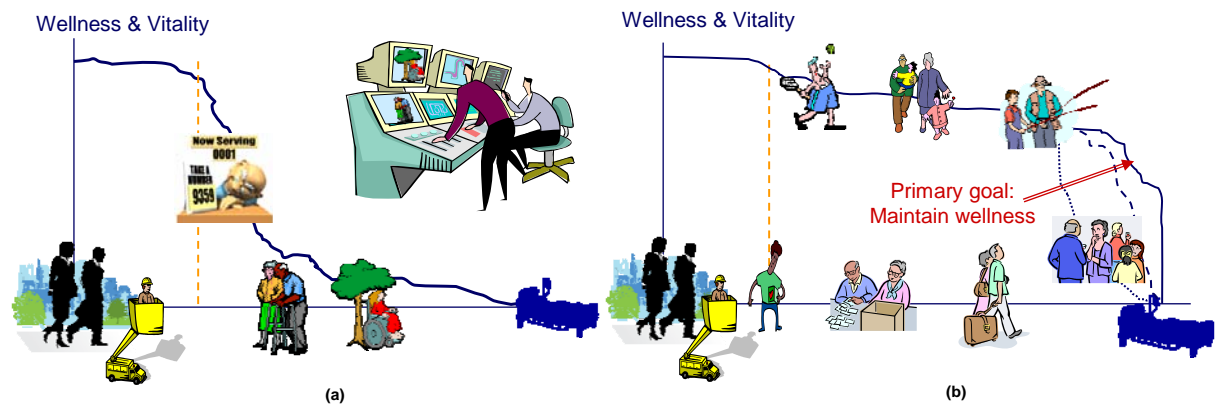 Wellness & Vitality
Now Serving
0001
TAKE A
NUMBER
9359
(a)
Wellness & Vitality
Primary goal:
Maintain wellness
(b)